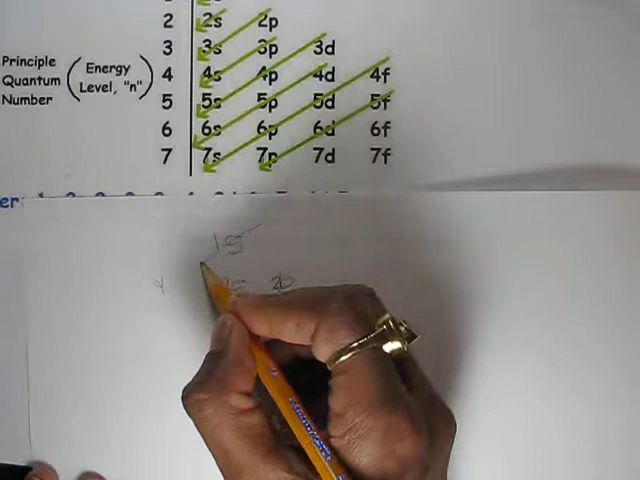 1
2 2s 2p
3 3s 3p 3d
Principle Quantum Number (Energy Level, "n")
4 4s 4p 4d 4f
5 5s 5p 5d 5f
6 6s 6p 6d 6f
7 7s 7p 7d 7f
1s